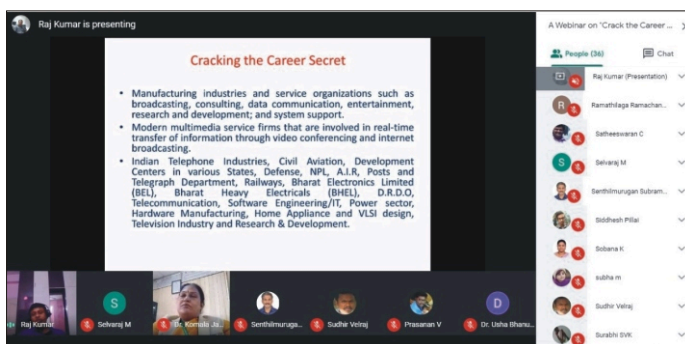 Raj Kumar is presenting
Cracking the Career Secret
• Manufacturing industries and service organizations such as
broadcasting, consulting, data communication, entertainment,
research and development; and system support.
• Modern multimedia service firms that are involved in real-time
transfer of information through video conferencing and internet
broadcasting.
• Indian Telephone Industries, Civil Aviation, Development
Centers in various States, Defense, NPL, A.I.R, Posts and
Telegraph Department, Railways, Bharat Electronics Limited
(BEL), Bharat Heavy Electricals (BHEL), D.R.D.O,
Telecommunication, Software Engineering/IT, Power sector,
Hardware Manufacturing, Home Appliance and VLSI design,
Television Industry and Research & Development.
Raj Kumar
S
Selvaraj M
Dr. Komala Ja...
Senthilmuruga...
Sudhir Velraj
Prasanan V
D
Dr. Usha Bhanu...
A Webinar on "Crack the Career ...
People (36)
Chat
Raj Kumar (Presentation)
R
Ramathilaga Ramachan...
Satheeswaran C
S
Selvaraj M
Senthilmurugan Subram...
Siddhesh Pillai
Sobana K
subha m
Sudhir Velraj
Surabhi SVK